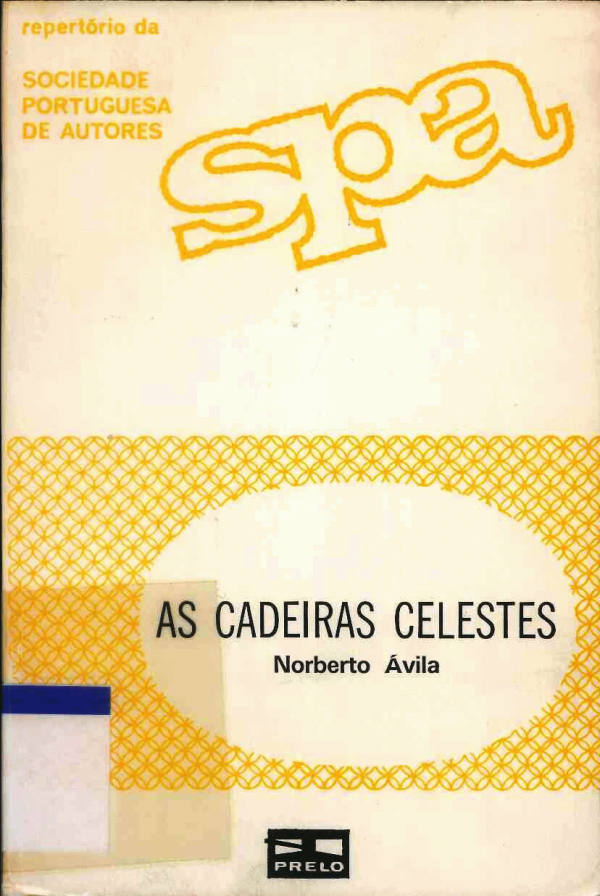 repertório da
SOCIEDADE
PORTUGUESA
DE AUTORES
spa
AS CADEIRAS CELESTES
Norberto Ávila
PRELO